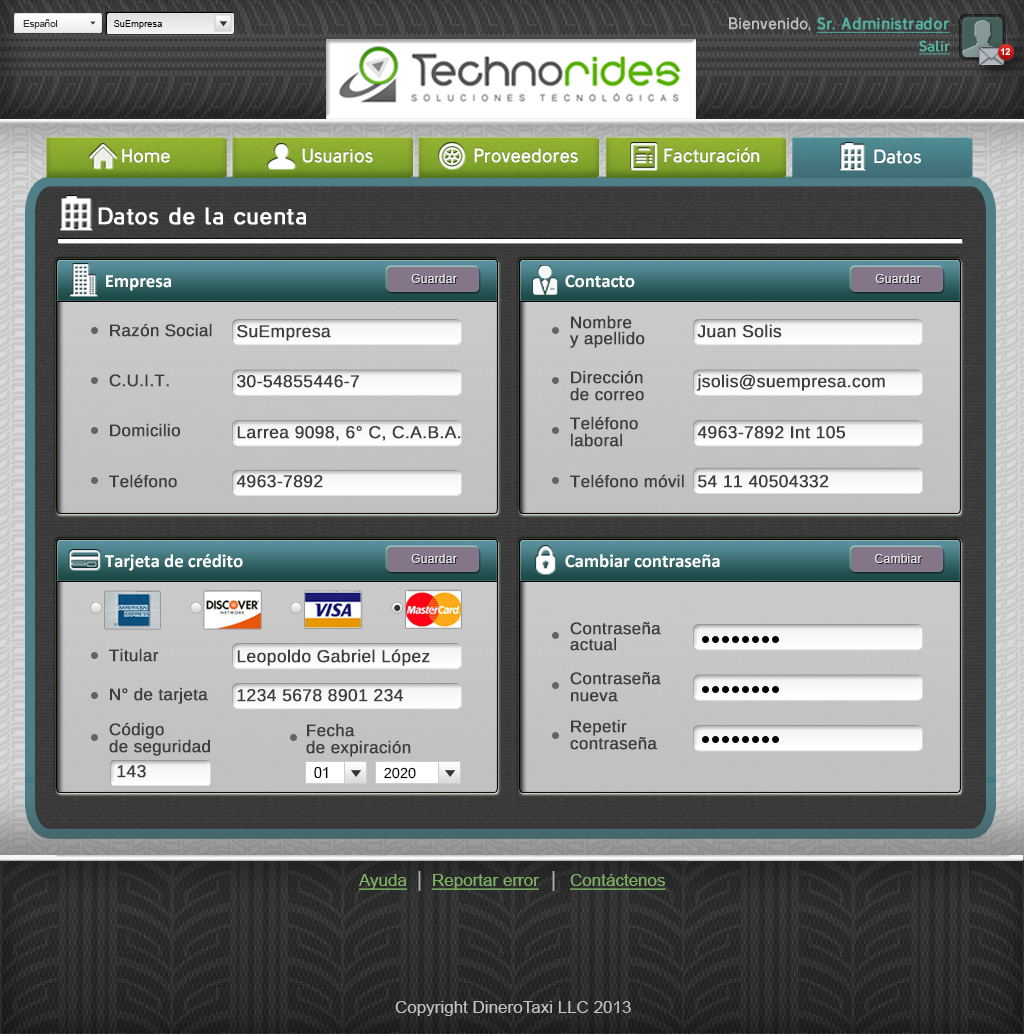 Español
SuEmpresa
Bienvenido, Sr. Administrador
Salir
12
Technorides
SOLUCIONES TECNOLÓGICAS
Home
Usuarios
Proveedores
Facturación
Datos
Datos de la cuenta
Empresa
Guardar
Razón Social
SuEmpresa
C.U.I.T.
30-54855446-7
Domicilio
Larrea 9098, 6° C, C.A.B.A.
Teléfono
4963-7892
Contacto
Guardar
Nombre
y apellido
Juan Solis
Dirección
de correo
jsolis@suempresa.com
Teléfono
laboral
4963-7892 Int 105
Teléfono móvil
54 11 40504332
Tarjeta de crédito
Guardar
AMERICAN
EXPRESS
DISCOVER
NETWORK
VISA
MasterCard
Titular
Leopoldo Gabriel López
N° de tarjeta
1234 5678 8901 234
Código
de seguridad
143
Fecha
de expiración
01
2020
Cambiar contraseña
Cambiar
Contraseña
actual
Contraseña
nueva
Repetir
contraseña
Ayuda | Reportar error | Contáctenos
Copyright DineroTaxi LLC 2013